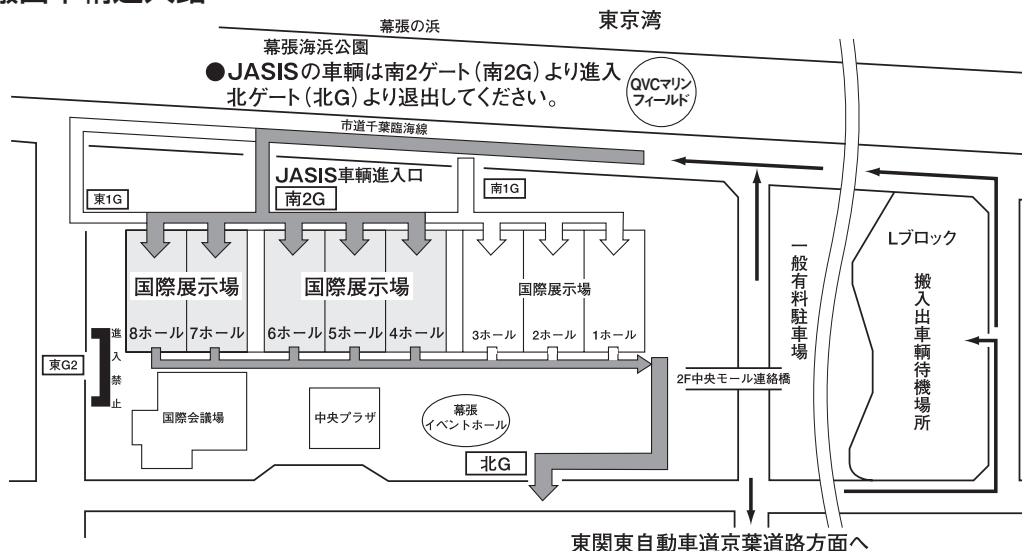 東京湾
幕張の浜
幕張海浜公園
●JASISの車輌は南2ゲート（南2G）より進入
北ゲート（北G）より退出してください。
QVCマリン
フィールド
市道千葉臨海線
JASIS車輌進入口
東1G
南2G
南1G
国際展示場
国際展示場
国際展示場
8ホール
7ホール
6ホール
5ホール
4ホール
3ホール
2ホール
1ホール
進入禁止
東G2
国際会議場
中央プラザ
幕張
イベントホール
北G
2F中央モール連絡橋
一般有料駐車場
Lブロック
搬入出車輌待機場所
東関東自動車道京葉道路方面へ